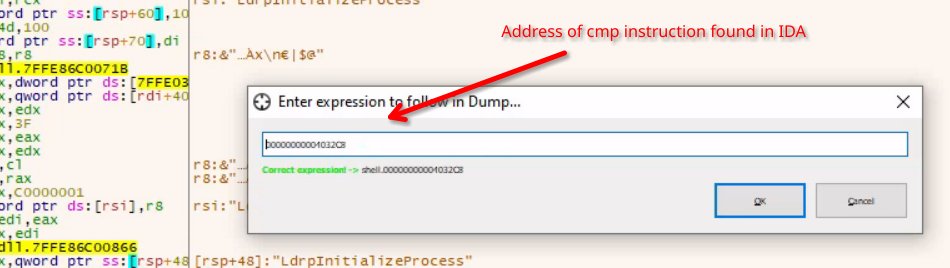 rsi:"LdrpInitializeProcess"
ord ptr ss:[rsp+60],10
4d,100
rd ptr ss:[rsp+70],di
8,r8 r8:&"…Àx\n€|$@"
ll.7FFE86C0071B
x,dword ptr ds:[7FFE03
x,qword ptr ds:[rdi+40
x,edx
x,3F
x,eax
x,edx
,cl r8:&"…
,rax r8:&"…
x,C0000001
ord ptr ds:[rsi],r8 rsi:"L
edi,eax
x,edi
dll.7FFE86C00866
x,qword ptr ss:[rsp+48 [rsp+48]:"LdrpInitializeProcess"
Address of cmp instruction found in IDA
Enter expression to follow in Dump...
00000000004032C8
Correct expression! -> shell.00000000004032C8
OK
Cancel